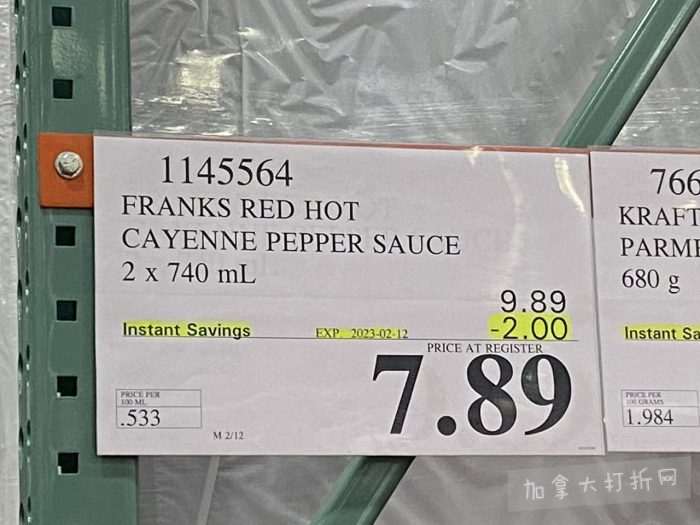 1145564
FRANKS RED HOT
CAYENNE PEPPER SAUCE
2 x 740 mL
9.89
Instant Savings EXP. 2023-02-12 -2.00
PRICE AT REGISTER
7.89
PRICE PER
100 ML
.533
M 2/12
766
KRAFT
PARME
680 g
Instant Sa
PRICE PER
100 GRAMS
1.984
加拿大打折网